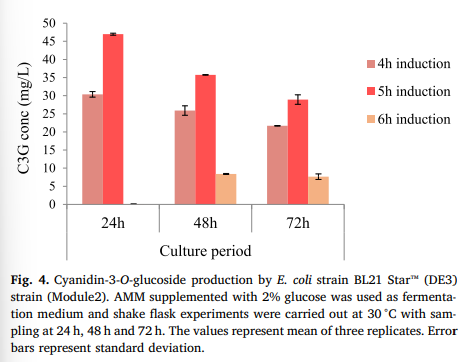 50
45
40
35
30
25
20
15
10
5
0
C3G conc (mg/L)
24h 48h 72h
Culture period
4h induction
5h induction
6h induction
Fig. 4. Cyanidin-3-O-glucoside production by E. coli strain BL21 Star™ (DE3)
strain (Module2). AMM supplemented with 2% glucose was used as fermenta-
tion medium and shake flask experiments were carried out at 30 °C with sam-
pling at 24 h, 48 h and 72 h. The values represent mean of three replicates. Error
bars represent standard deviation.